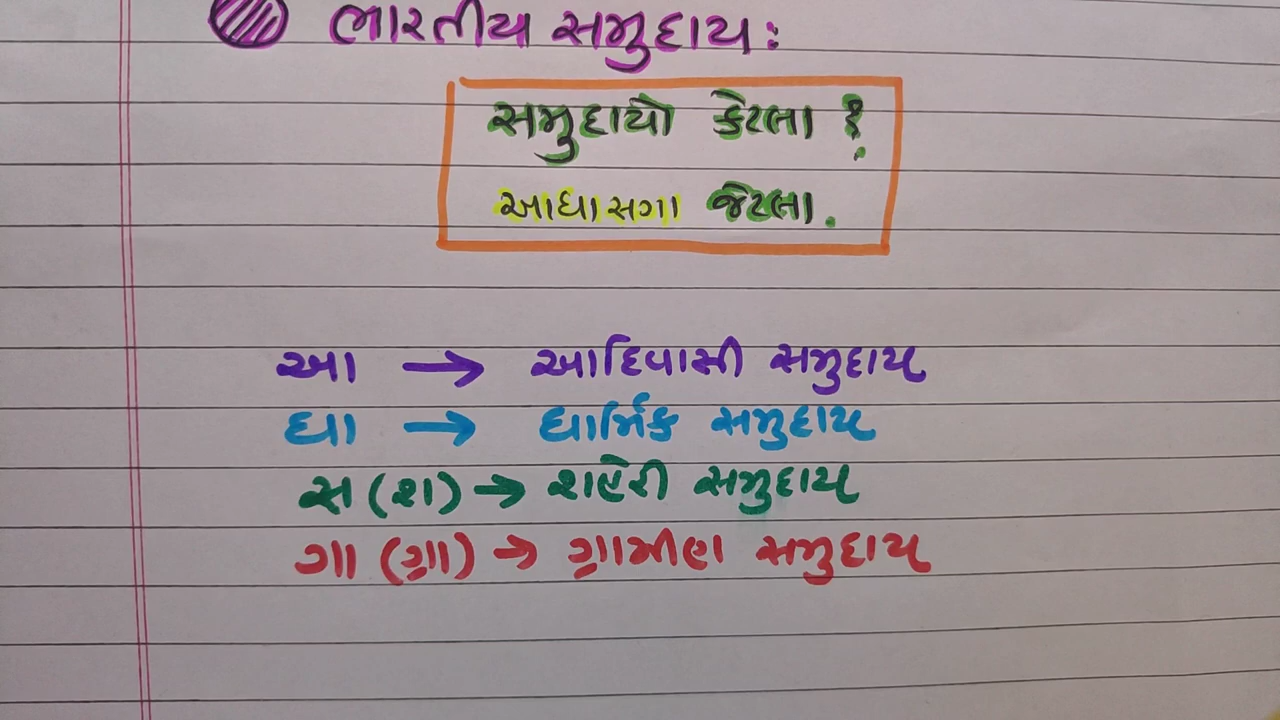 ભારતીય સમુદાય :
સમુદાયો કેટલા ?
આધાસગા જેટલા.
આ → આદિવાસી સમુદાય
ધા → ધાર્મિક સમુદાય
સ (શ) → શહેરી સમુદાય
ગા (ગ્રા) → ગ્રામીણ સમુદાય